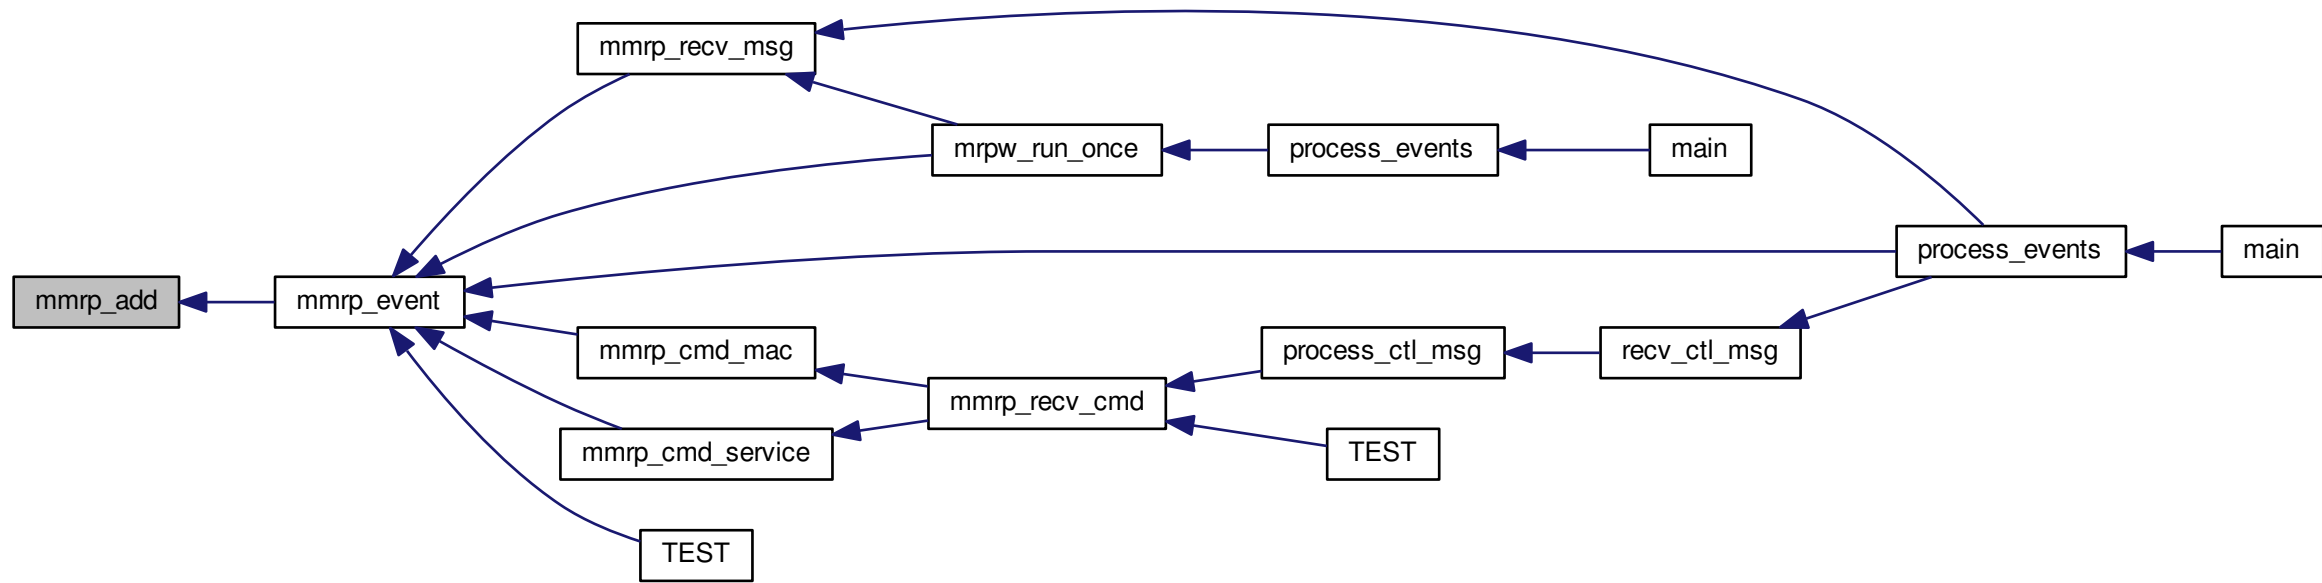 mmrp_recv_msg
mrpw_run_once
process_events
main
process_events
main
mmrp_add
mmrp_event
mmrp_cmd_mac
process_ctl_msg
recv_ctl_msg
mmrp_recv_cmd
mmrp_cmd_service
TEST
TEST